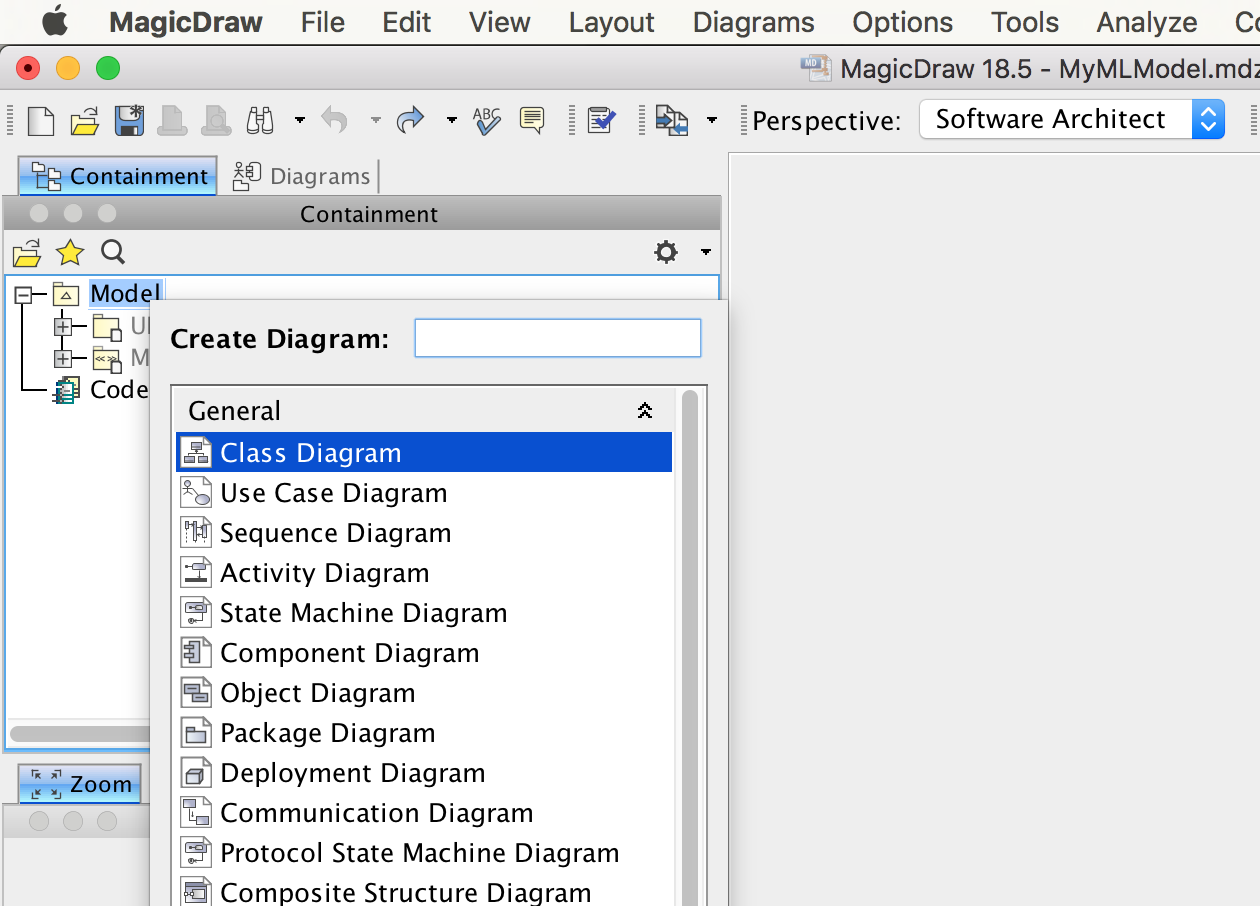 MagicDraw File Edit View Layout Diagrams Options Tools Analyze
MagicDraw 18.5 - MyMLModel.mdz
ABC Perspective: Software Architect
Containment Diagrams
Containment
Model
Create Diagram:
Code
General
Class Diagram
Use Case Diagram
Sequence Diagram
Activity Diagram
State Machine Diagram
Component Diagram
Object Diagram
Package Diagram
Deployment Diagram
Zoom
Communication Diagram
Protocol State Machine Diagram
Composite Structure Diagram